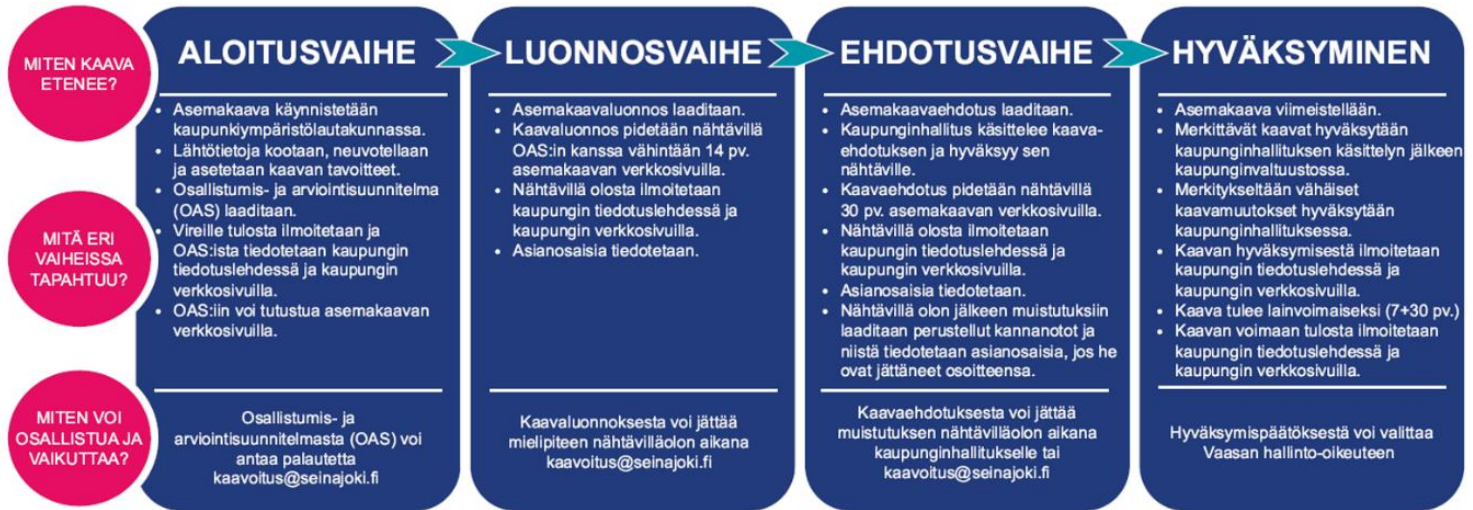 MITEN KAAVA
ETENEE?
MITÄ ERI
VAIHEISSA
TAPAHTUU?
MITEN VOI
OSALLISTUA JA
VAIKUTTAA?
ALOITUSVAIHE
• Asemakaava käynnistetään
kaupunkiympäristölautakunnassa.
• Lähtötietoja kootaan, neuvotellaan
ja asetetaan kaavan tavoitteet.
• Osallistumis- ja arviointisuunnitelma
(OAS) laaditaan.
• Vireille tulosta ilmoitetaan ja
OAS:ista tiedotetaan kaupungin
tiedotuslehdessä ja kaupungin
verkkosivuilla.
• OAS:iin voi tutustua asemakaavan
verkkosivuilla.
Osallistumis- ja
arviointisuunnitelmasta (OAS) voi
antaa palautetta
kaavoitus@seinajoki.fi
LUONNOSVAIHE
• Asemakaavaluonnos laaditaan.
• Kaavaluonnos pidetään nähtävillä
OAS:in kanssa vähintään 14 pv.
asemakaavan verkkosivuilla.
• Nähtävillä olosta ilmoitetaan
kaupungin tiedotuslehdessä ja
kaupungin verkkosivuilla.
• Asianosaisia tiedotetaan.
Kaavaluonnoksesta voi jättää
mielipiteen nähtävilläolon aikana
kaavoitus@seinajoki.fi
EHDOTUSVAIHE
• Asemakaavaehdotus laaditaan.
• Kaupunginhallitus käsittelee kaava-
ehdotuksen ja hyväksyy sen
nähtäville.
• Kaavaehdotus pidetään nähtävillä
30 pv. asemakaavan verkkosivuilla.
• Nähtävillä olosta ilmoitetaan
kaupungin tiedotuslehdessä ja
kaupungin verkkosivuilla.
• Asianosaisia tiedotetaan.
• Nähtävillä olon jälkeen muistutuksiin
laaditaan perustellut kannanotot ja
niistä tiedotetaan asianosaisia, jos he
ovat jättäneet osoitteensa.
Kaavaehdotuksesta voi jättää
muistutuksen nähtävilläolon aikana
kaupunginhallitukselle tai
kaavoitus@seinajoki.fi
HYVÄKSYMINEN
• Asemakaava viimeistellään.
• Merkittävät kaavat hyväksytään
kaupunginhallituksen käsittelyn jälkeen
kaupunginvaltuustossa.
• Merkitykseltään vähäiset
kaavamuutokset hyväksytään
kaupunginhallituksessa.
• Kaavan hyväksymisestä ilmoitetaan
kaupungin tiedotuslehdessä ja
kaupungin verkkosivuilla.
• Kaava tulee lainvoimaiseksi (7+30 pv.)
• Kaavan voimaan tulosta ilmoitetaan
kaupungin tiedotuslehdessä ja
kaupungin verkkosivuilla.
Hyväksymispäätöksestä voi valittaa
Vaasan hallinto-oikeuteen